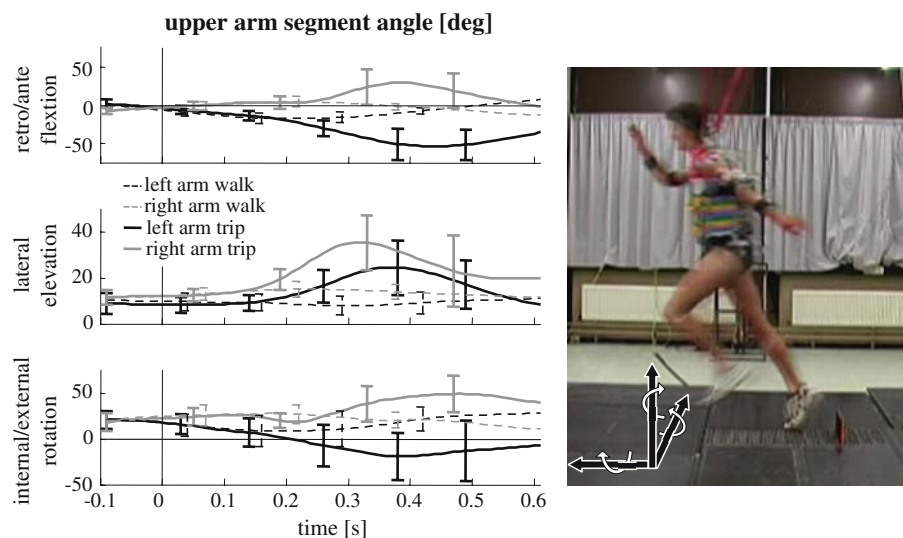 upper arm segment angle [deg]
retro/ante
flextion
50
0
-50
left arm walk
right arm walk
left arm trip
right arm trip
lateral
elevation
40
20
0
internal/external
rotation
50
0
-50
-0.1
0
0.1
0.2
0.3
0.4
0.5
0.6
time [s]